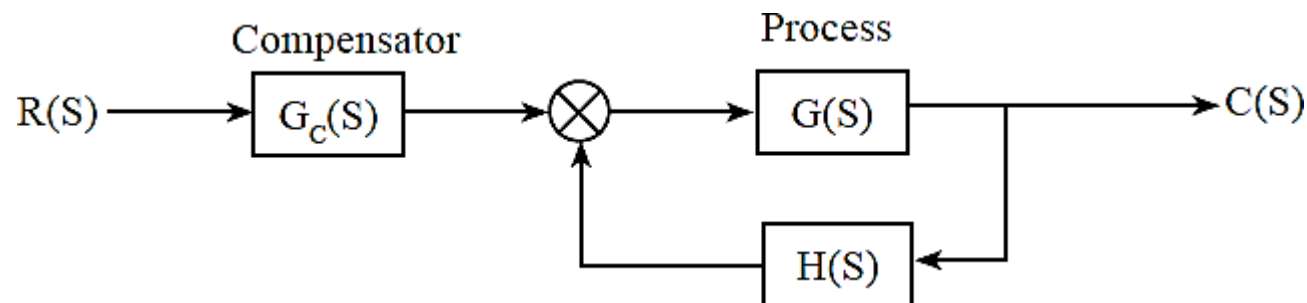 Compensator
Process
R(S)
G_C(S)
G(S)
C(S)
H(S)